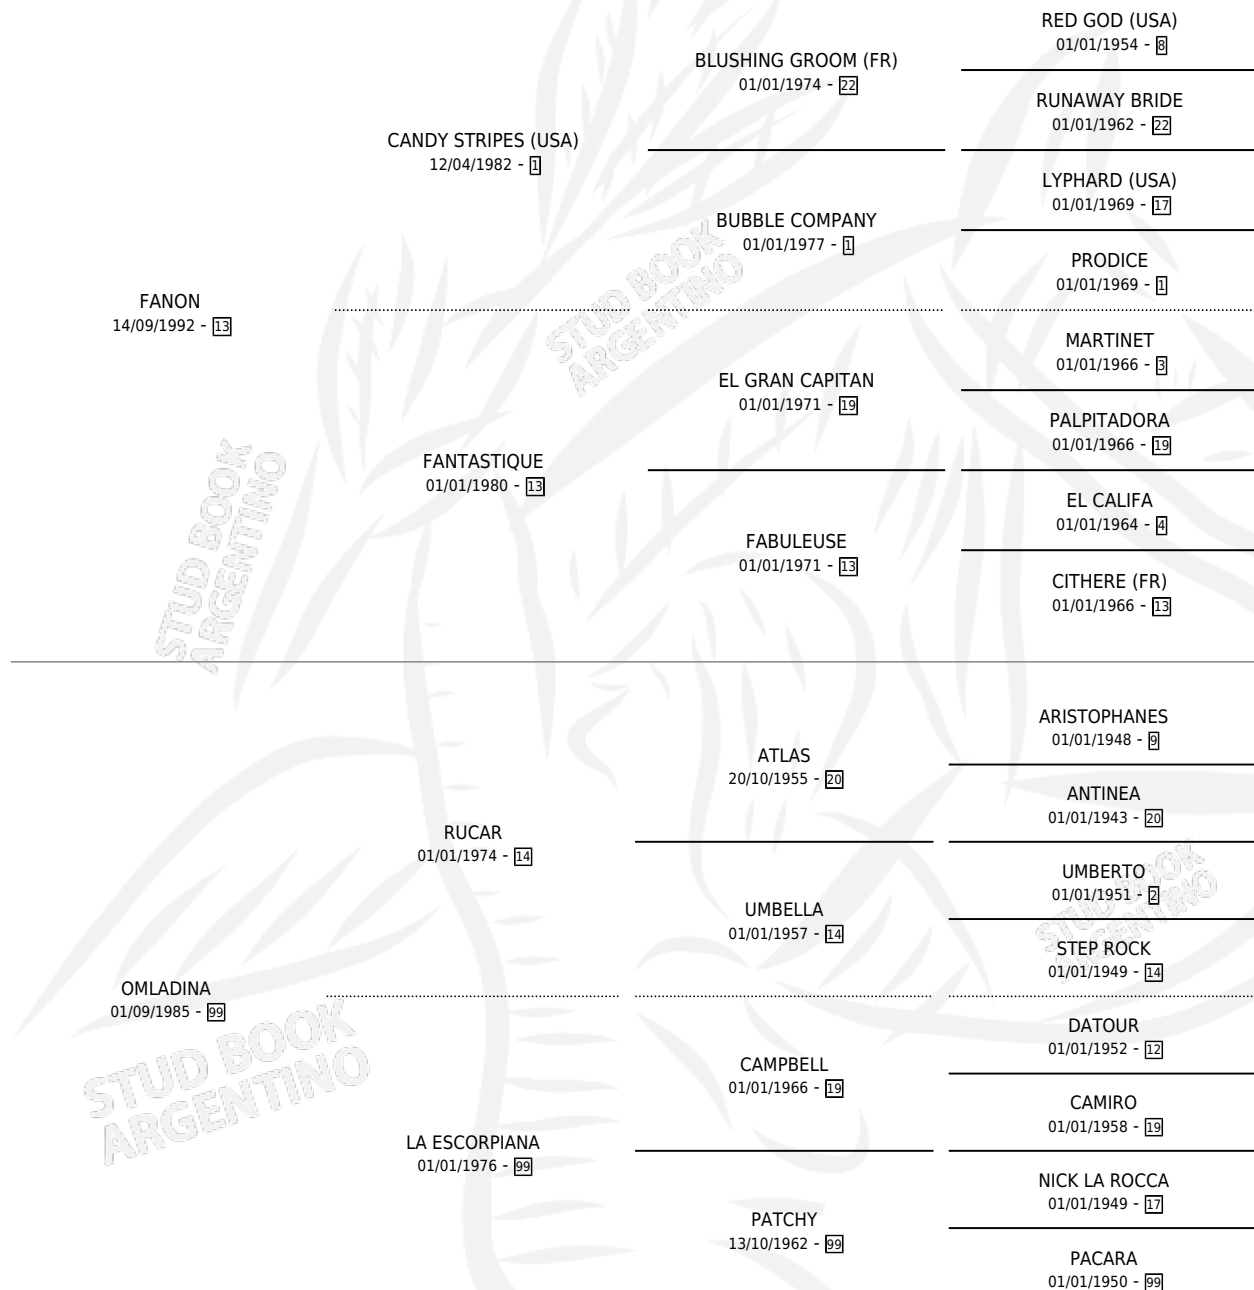 RED GOD (USA)
01/01/1954 - 8
BLUSHING GROOM (FR)
01/01/1974 - 22
RUNAWAY BRIDE
01/01/1962 - 22
CANDY STRIPES (USA)
12/04/1982 - 1
LYPHARD (USA)
01/01/1969 - 17
BUBBLE COMPANY
01/01/1977 - 1
PRODICE
01/01/1969 - 1
FANON
14/09/1992 - 13
STUD BOOK
ARGENTINO
MARTINET
01/01/1966 - 3
EL GRAN CAPITAN
01/01/1971 - 19
PALPITADORA
01/01/1966 - 19
FANTASTIQUE
01/01/1980 - 13
EL CALIFA
01/01/1964 - 4
FABULEUSE
01/01/1971 - 13
CITHERE (FR)
01/01/1966 - 13
STUD BOOK
ARGENTINO
ARISTOPHANES
01/01/1948 - 9
ATLAS
20/10/1955 - 20
ANTINEA
01/01/1943 - 20
RUCAR
01/01/1974 - 14
UMBERTO
01/01/1951 - 2
UMBELLA
01/01/1957 - 14
STUD BOOK
ARGENTINO
STEP ROCK
01/01/1949 - 14
OMLADINA
01/09/1985 - 99
DATOUR
01/01/1952 - 12
CAMPBELL
01/01/1966 - 19
CAMIRO
01/01/1958 - 19
STUD BOOK
ARGENTINO
LA ESCORPIANA
01/01/1976 - 99
NICK LA ROCCA
01/01/1949 - 17
PATCHY
13/10/1962 - 99
PACARA
01/01/1950 - 99